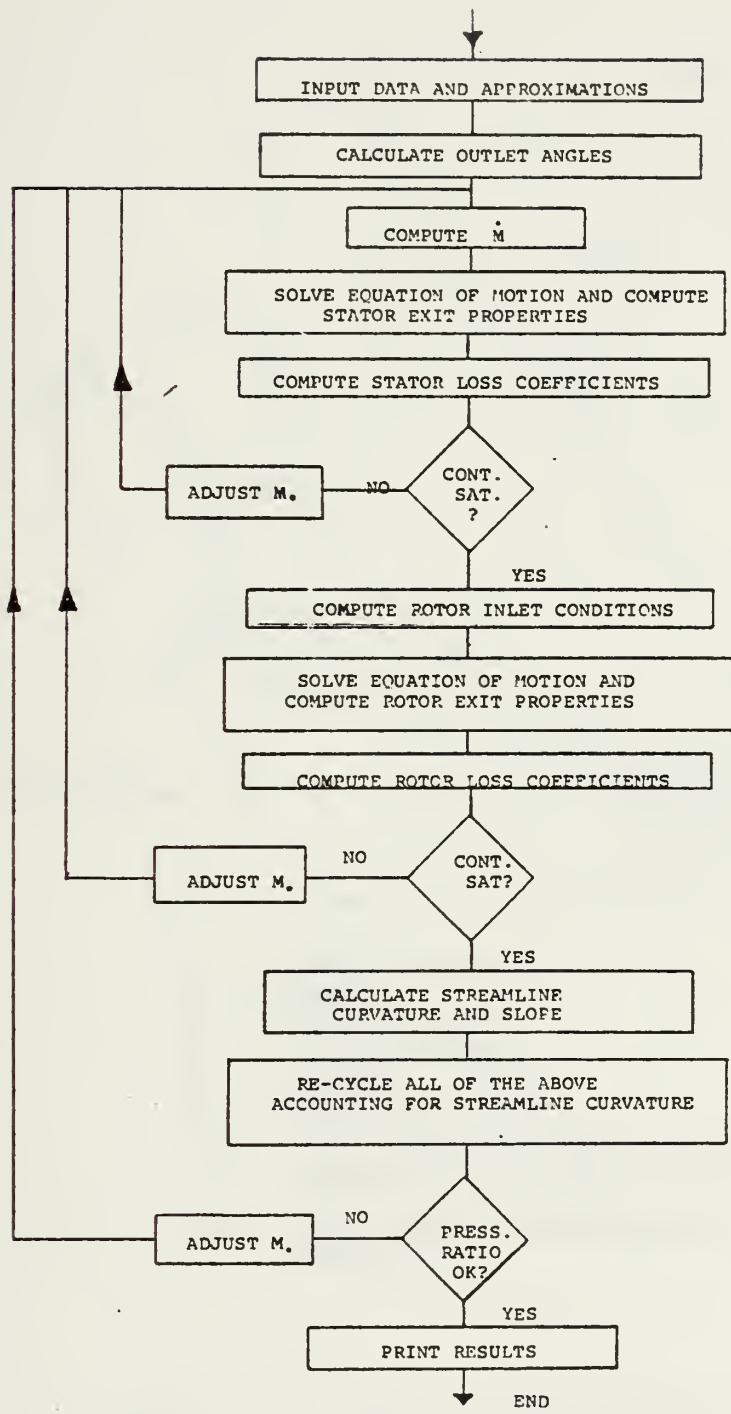 INPUT DATA AND APPROXIMATIONS
CALCULATE OUTLET ANGLES
COMPUTE Ṁ
SOLVE EQUATION OF MOTION AND COMPUTE
STATOR EXIT PROPERTIES
COMPUTE STATOR LOSS COEFFICIENTS
CONT.
SAT.
?
NO
ADJUST M.
YES
COMPUTE ROTOR INLET CONDITIONS
SOLVE EQUATION OF MOTION AND
COMPUTE ROTOR EXIT PROPERTIES
COMPUTE ROTOR LOSS COEFFICIENTS
CONT.
SAT?
NO
ADJUST M.
YES
CALCULATE STREAMLINE
CURVATURE AND SLOPE
RE-CYCLE ALL OF THE ABOVE
ACCOUNTING FOR STREAMLINE CURVATURE
PRESS.
RATIO
OK?
NO
ADJUST M.
YES
PRINT RESULTS
END